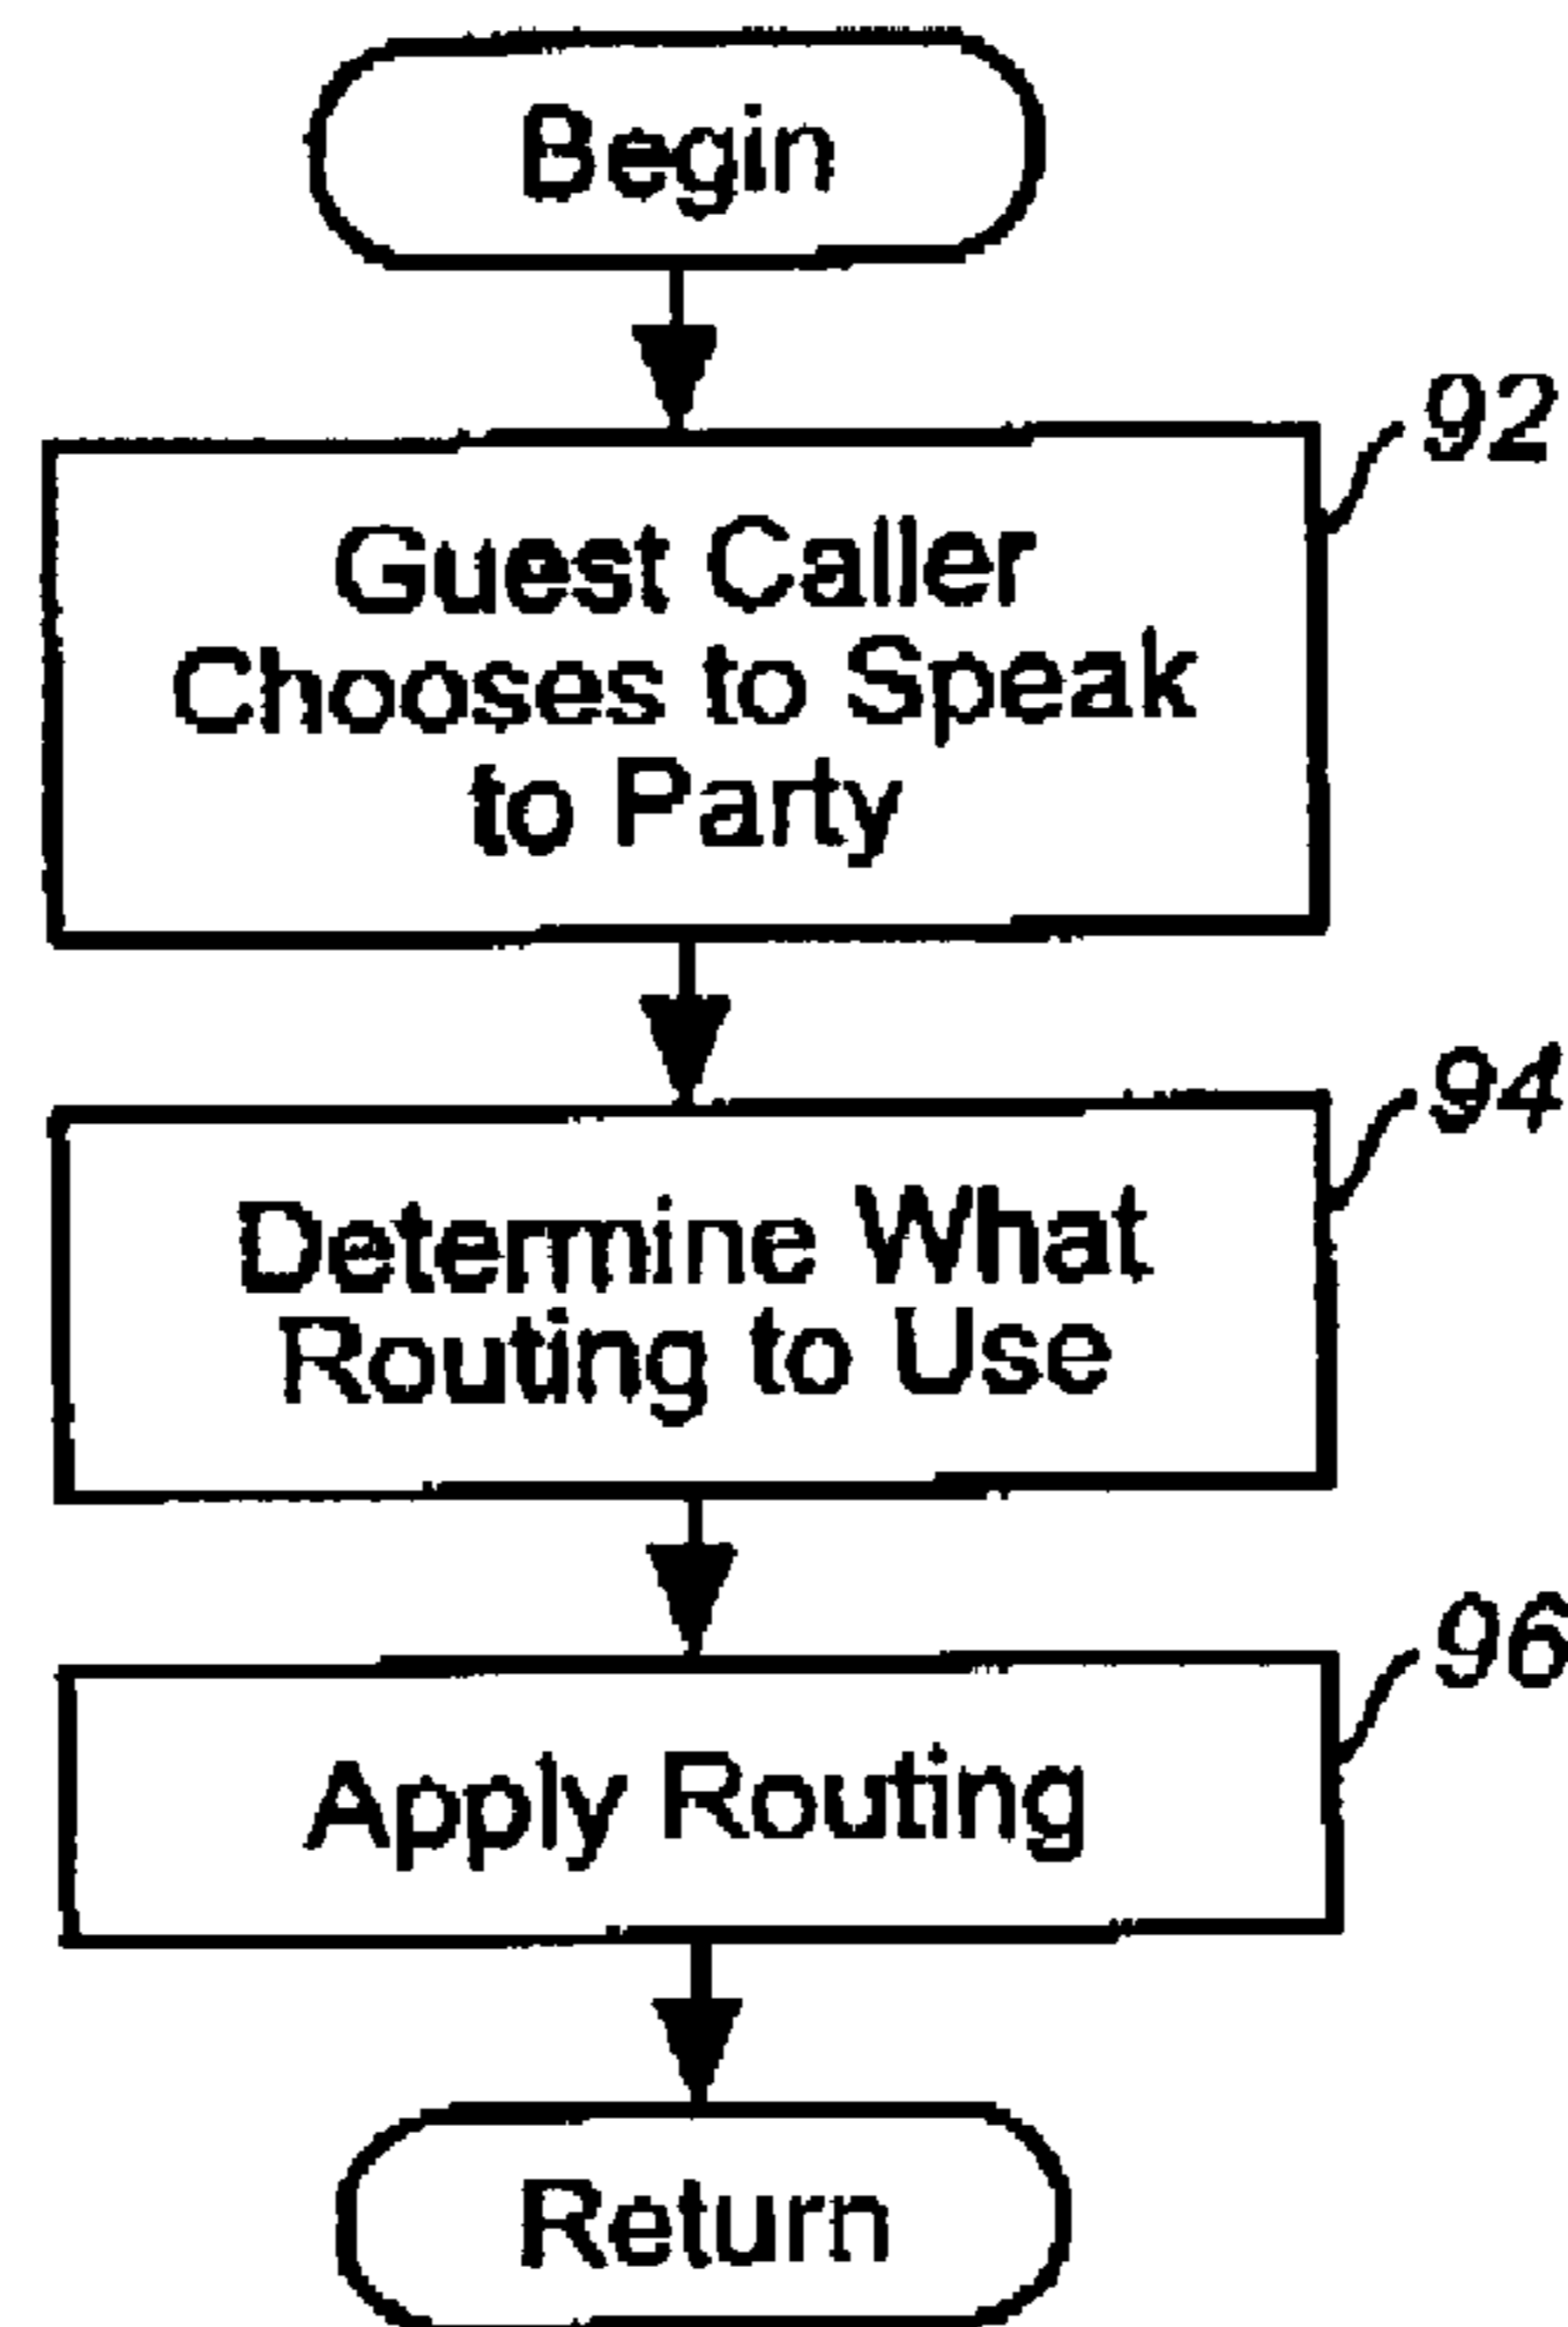 Begin
92
Guest Caller
Chooses to Speak
to Party
94
Determine What
Routing to Use
96
Apply Routing
Return